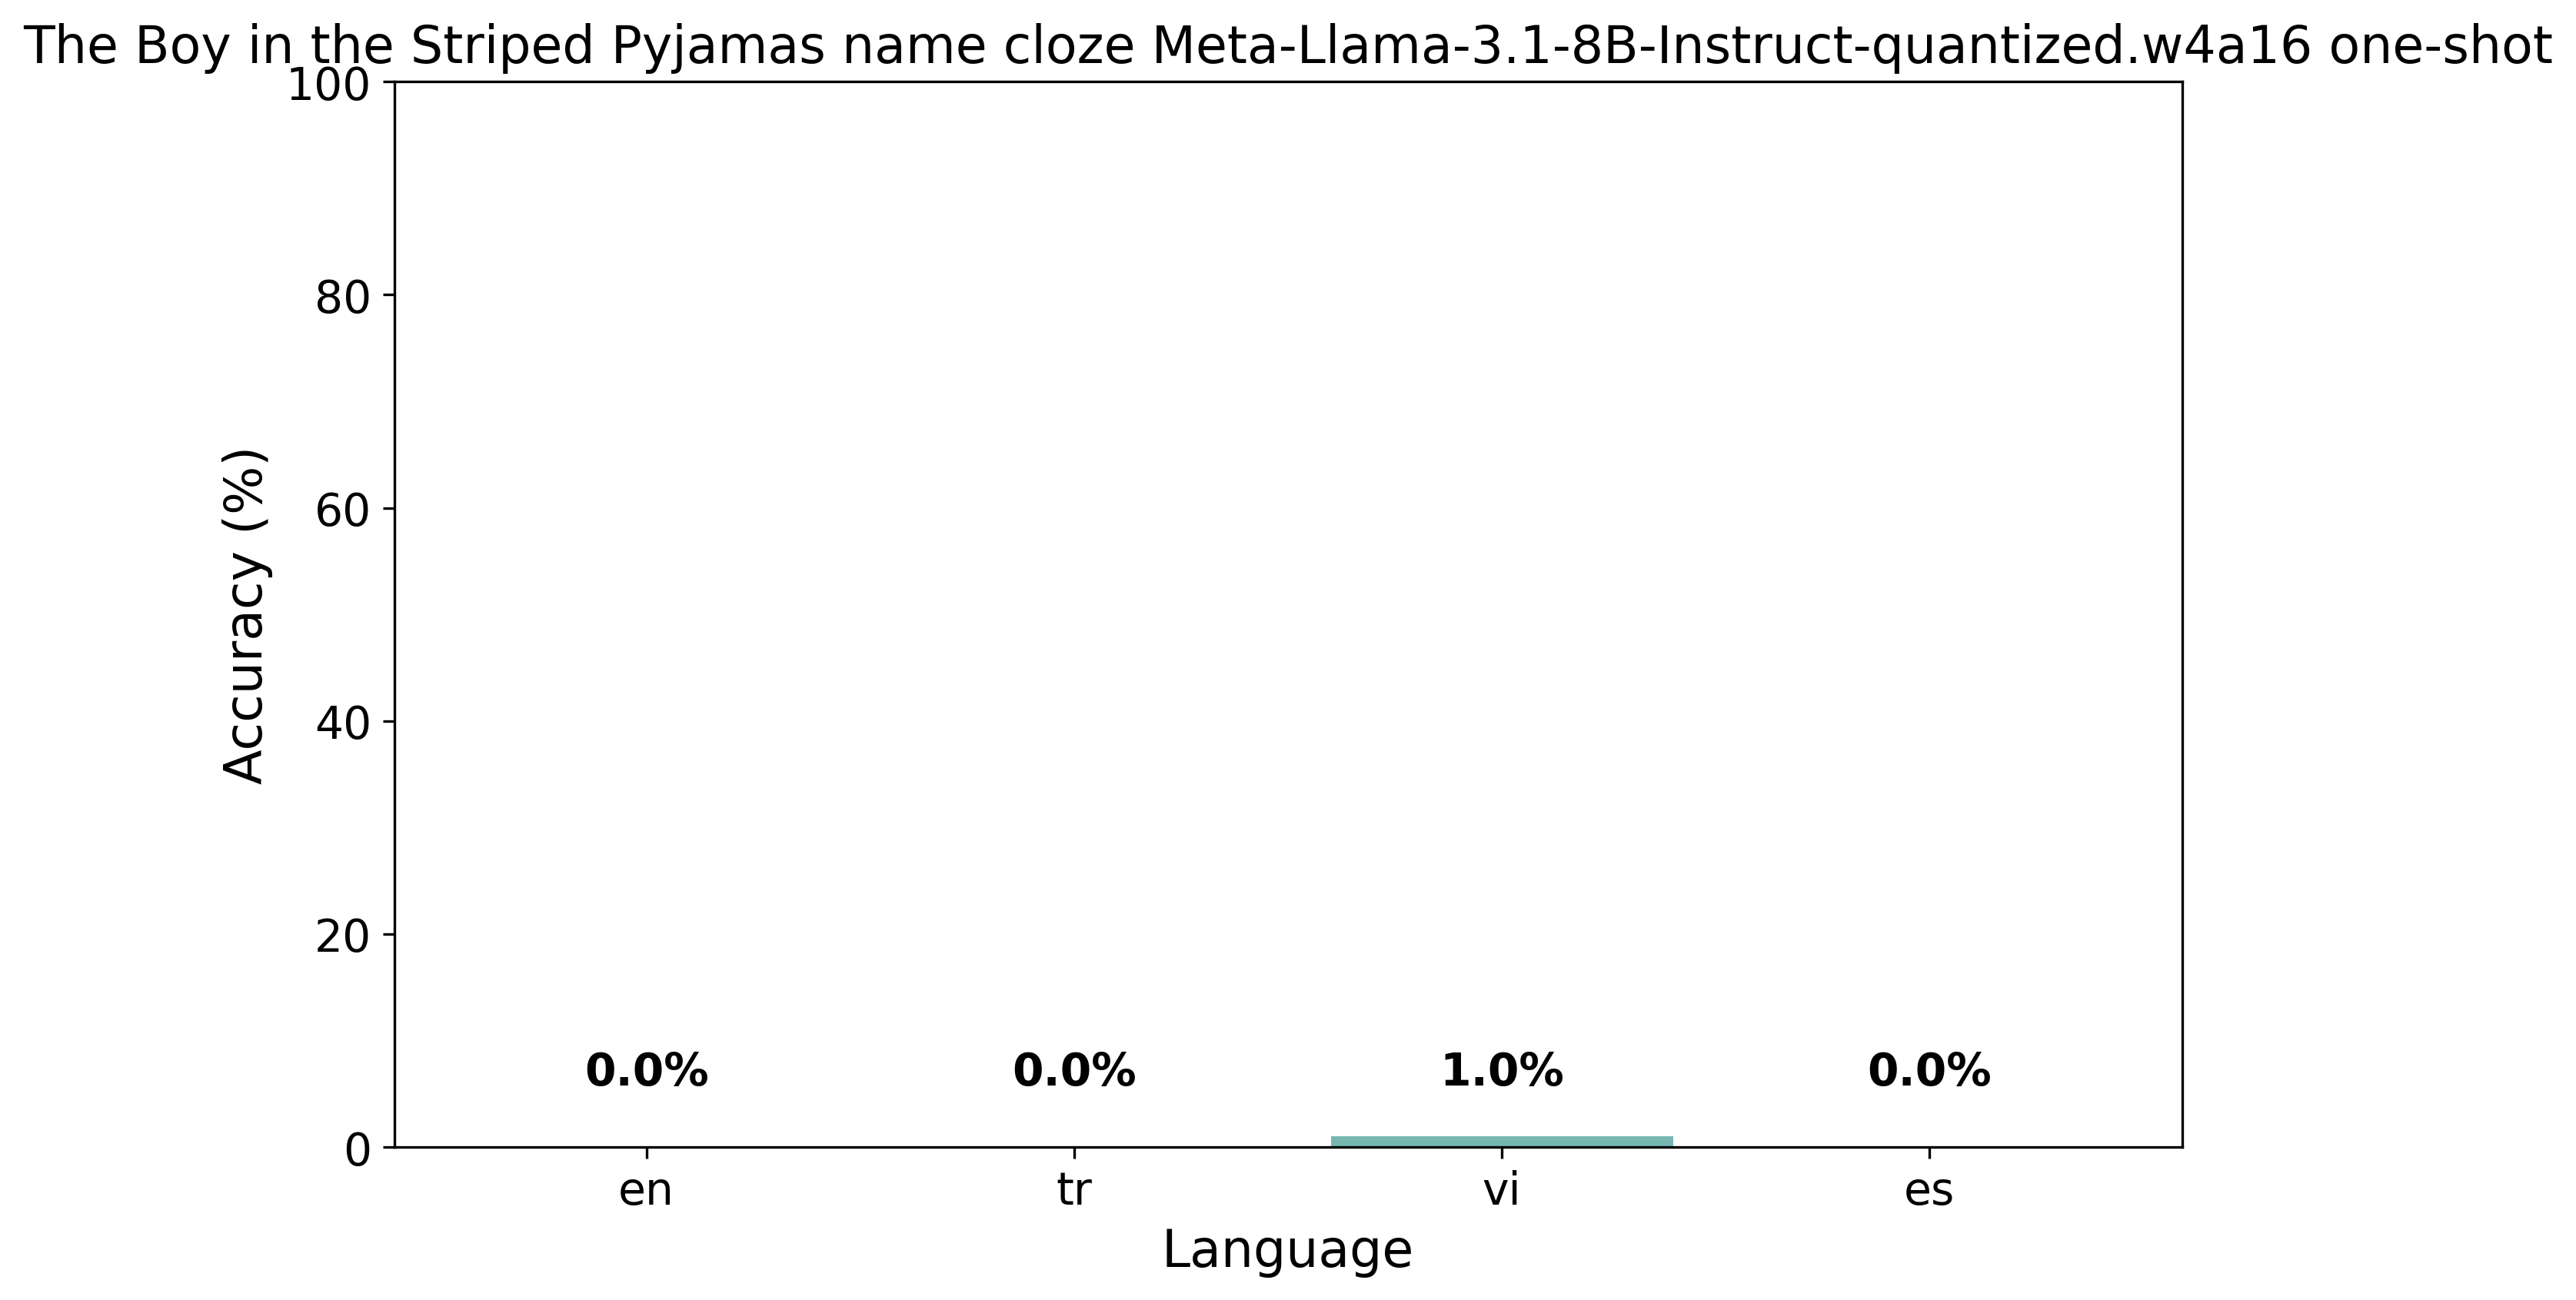 The Boy in the Striped Pyjamas name cloze Meta-Llama-3.1-8B-Instruct-quantized.w4a16 one-shot
100
80
60
40
20
0
Accuracy (%)
0.0% 0.0% 1.0% 0.0%
en tr vi es
Language